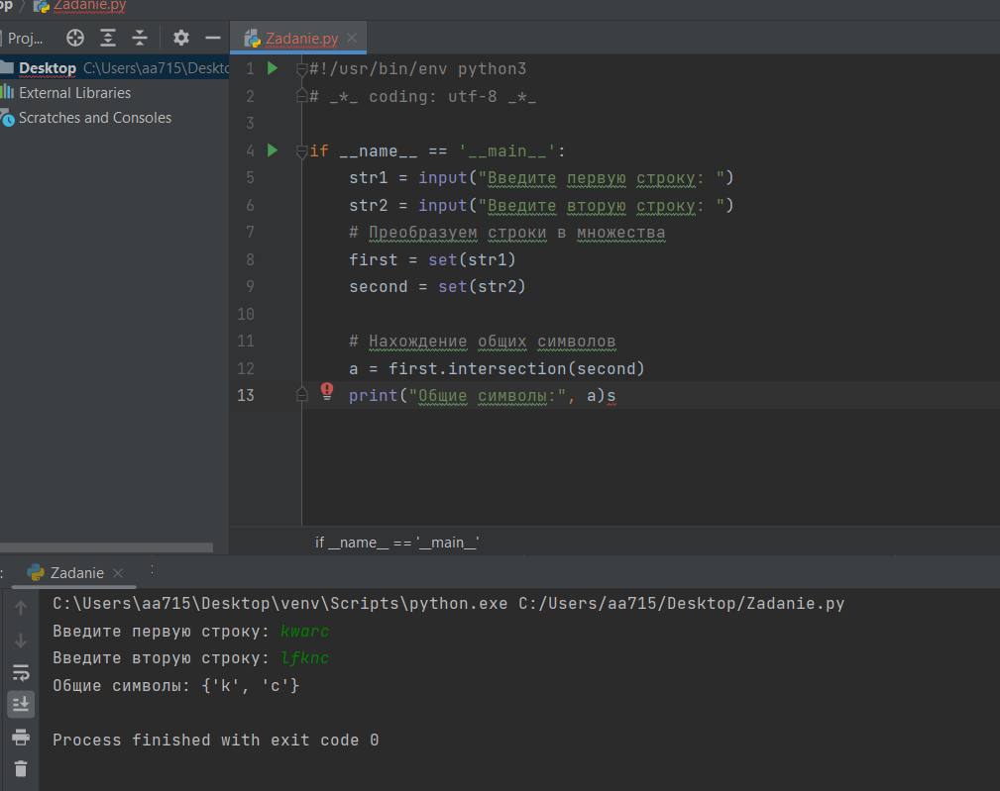 op 〉 Zadanie.py
Proj...
Zadanie.py
Desktop C:\Users\aa715\Deskto
External Libraries
Scratches and Consoles
1 #!/usr/bin/env python3
2 # _*_ coding: utf-8 _*_
3
4 if __name__ == '__main__':
5 str1 = input("Введите первую строку: ")
6 str2 = input("Введите вторую строку: ")
7 # Преобразуем строки в множества
8 first = set(str1)
9 second = set(str2)
10
11 # Нахождение общих символов
12 a = first.intersection(second)
13 print("Общие символы:", a)s
if __name__ == '__main__'
: Zadanie
C:\Users\aa715\Desktop\venv\Scripts\python.exe C:/Users/aa715/Desktop/Zadanie.py
Введите первую строку: kwarc
Введите вторую строку: lfknc
Общие символы: {'k', 'c'}
Process finished with exit code 0